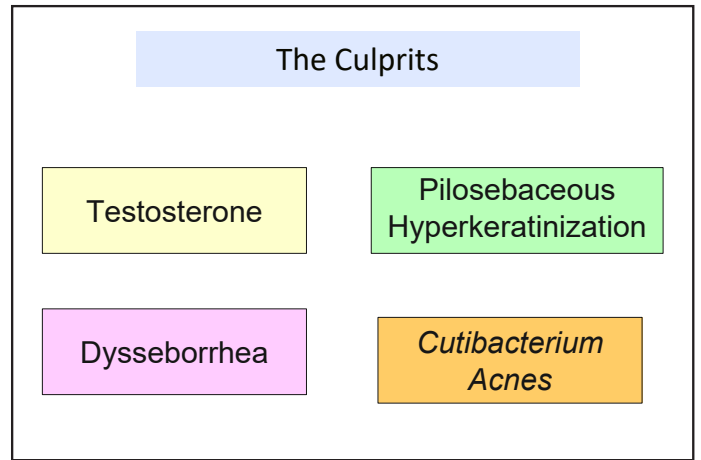 The Culprits
Testosterone
Pilosebaceous
Hyperkeratinization
Dysseborrhea
Cutibacterium
Acnes